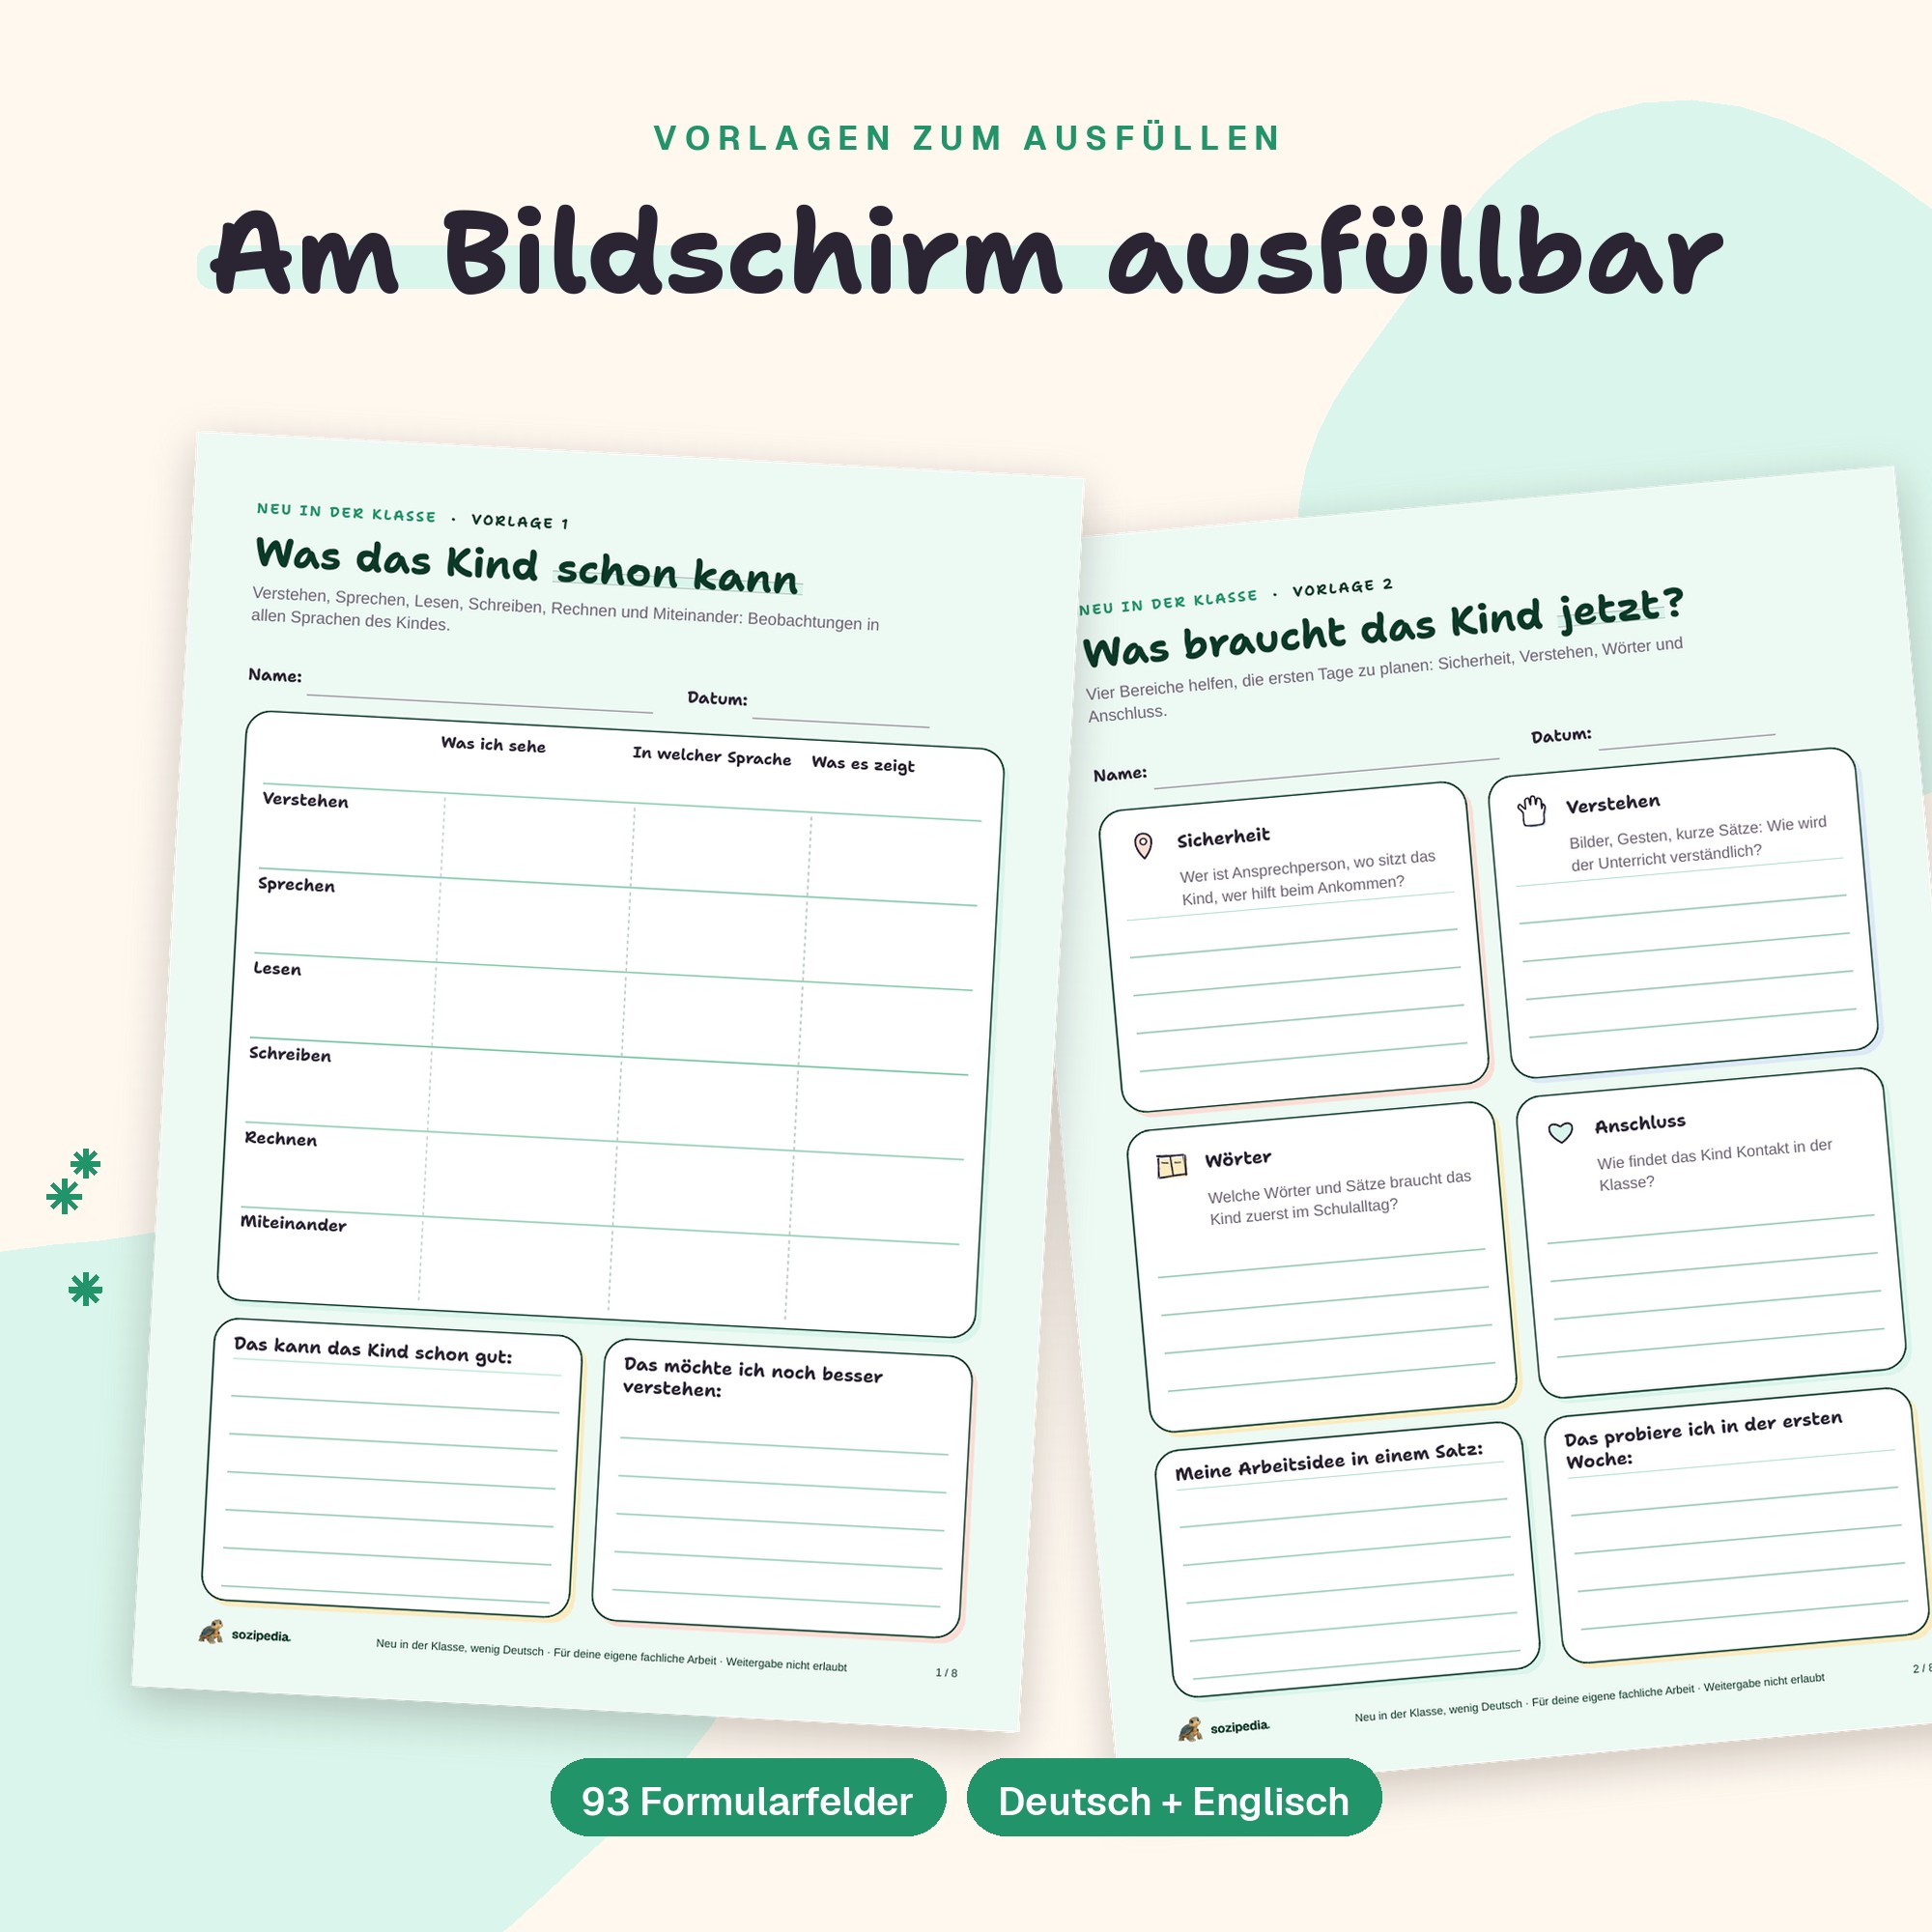 VORLAGEN ZUM AUSFÜLLEN
Am Bildschirm ausfüllbar
NEU IN DER KLASSE · VORLAGE 1
Was das Kind schon kann
Verstehen, Sprechen, Lesen, Schreiben, Rechnen und Miteinander: Beobachtungen in
allen Sprachen des Kindes.
Name:
Datum:
Was ich sehe
In welcher Sprache
Was es zeigt
Verstehen
Sprechen
Lesen
Schreiben
Rechnen
Miteinander
Das kann das Kind schon gut:
Das möchte ich noch besser
verstehen:
sozipedia.
Neu in der Klasse, wenig Deutsch · Für deine eigene fachliche Arbeit · Weitergabe nicht erlaubt
1 / 8
NEU IN DER KLASSE · VORLAGE 2
Was braucht das Kind jetzt?
Vier Bereiche helfen, die ersten Tage zu planen: Sicherheit, Verstehen, Wörter und
Anschluss.
Name:
Datum:
Sicherheit
Wer ist Ansprechperson, wo sitzt das
Kind, wer hilft beim Ankommen?
Verstehen
Bilder, Gesten, kurze Sätze: Wie wird
der Unterricht verständlich?
Wörter
Welche Wörter und Sätze braucht das
Kind zuerst im Schulalltag?
Anschluss
Wie findet das Kind Kontakt in der
Klasse?
Meine Arbeitsidee in einem Satz:
Das probiere ich in der ersten
Woche:
sozipedia.
Neu in der Klasse, wenig Deutsch · Für deine eigene fachliche Arbeit · Weitergabe nicht erlaubt
2 / 8
93 Formularfelder
Deutsch + Englisch